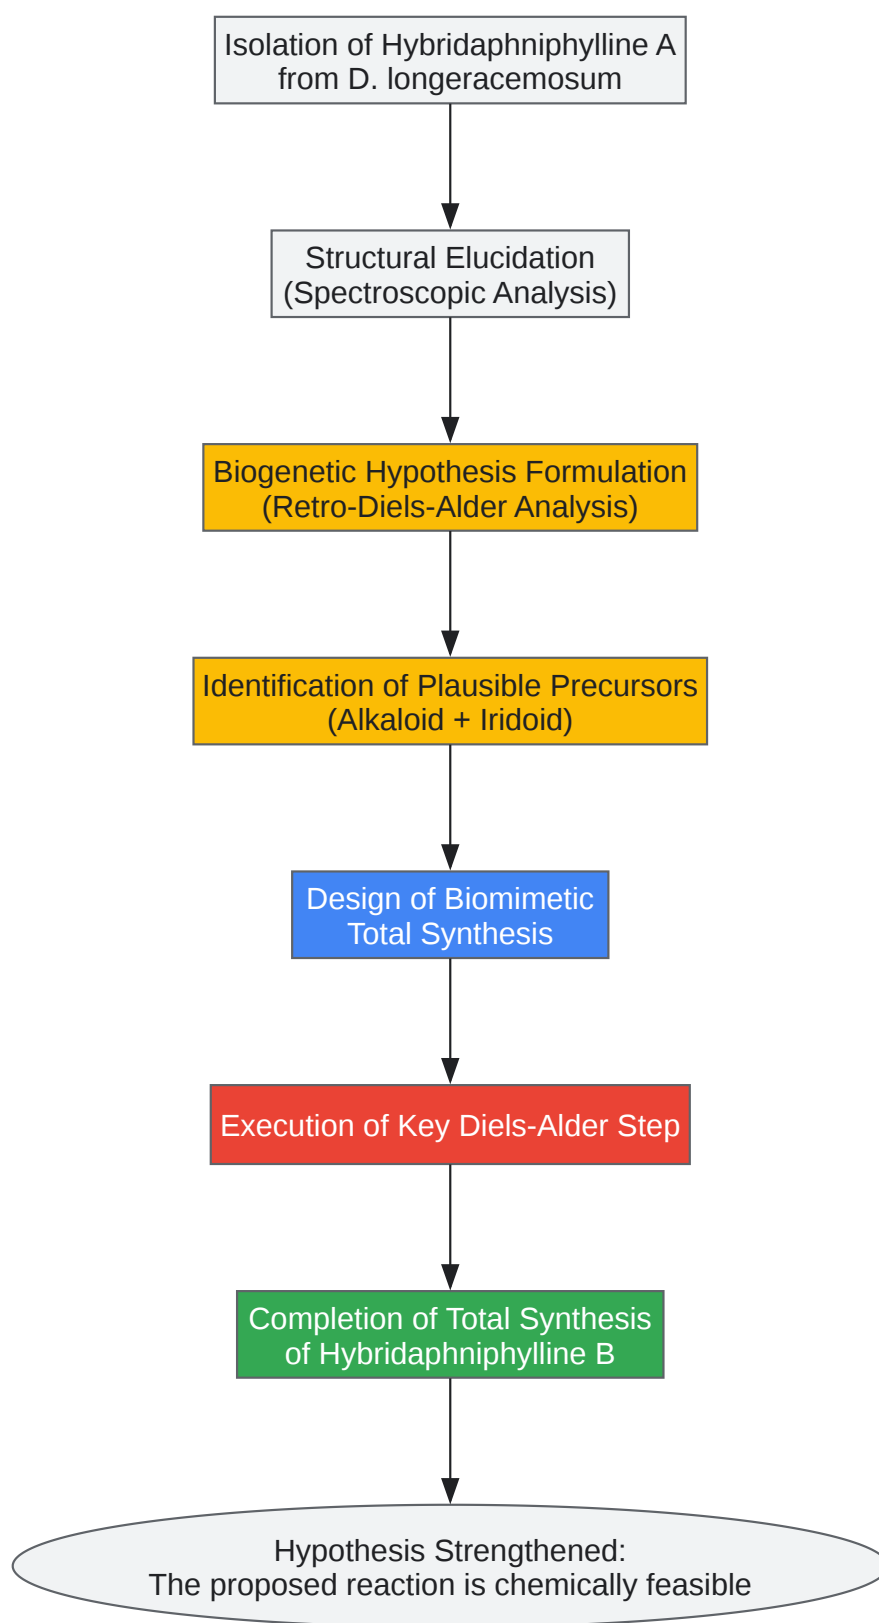 Isolation of Hybridaphniphylline A
from D. longeracemosum
Structural Elucidation
(Spectroscopic Analysis)
Biogenetic Hypothesis Formulation
(Retro-Diels-Alder Analysis)
Identification of Plausible Precursors
(Alkaloid + Iridoid)
Design of Biomimetic
Total Synthesis
Execution of Key Diels-Alder Step
Completion of Total Synthesis
of Hybridaphniphylline B
Hypothesis Strengthened:
The proposed reaction is chemically feasible